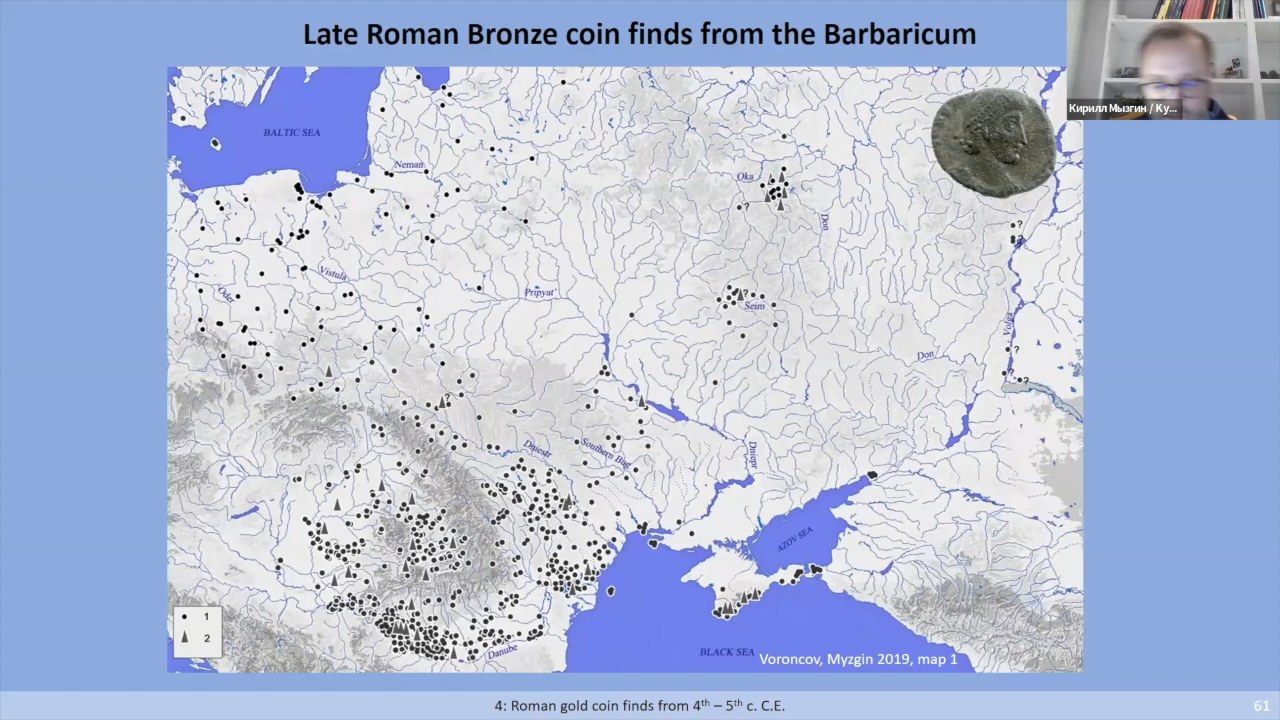 Late Roman Bronze coin finds from the Barbaricum
Кирилл Мызгин / Ку...
BALTIC SEA
Neman
Oka
?
Don
?
?
Vistula
Oder
Pripyat'
?
Seim
Volga
Don
?
?
?
?
Dniestr
Southern Bug
Dniepr
AZOV SEA
1
2
Danube
BLACK SEA
Voroncov, Myzgin 2019, map 1
4: Roman gold coin finds from 4th – 5th c. C.E.
61